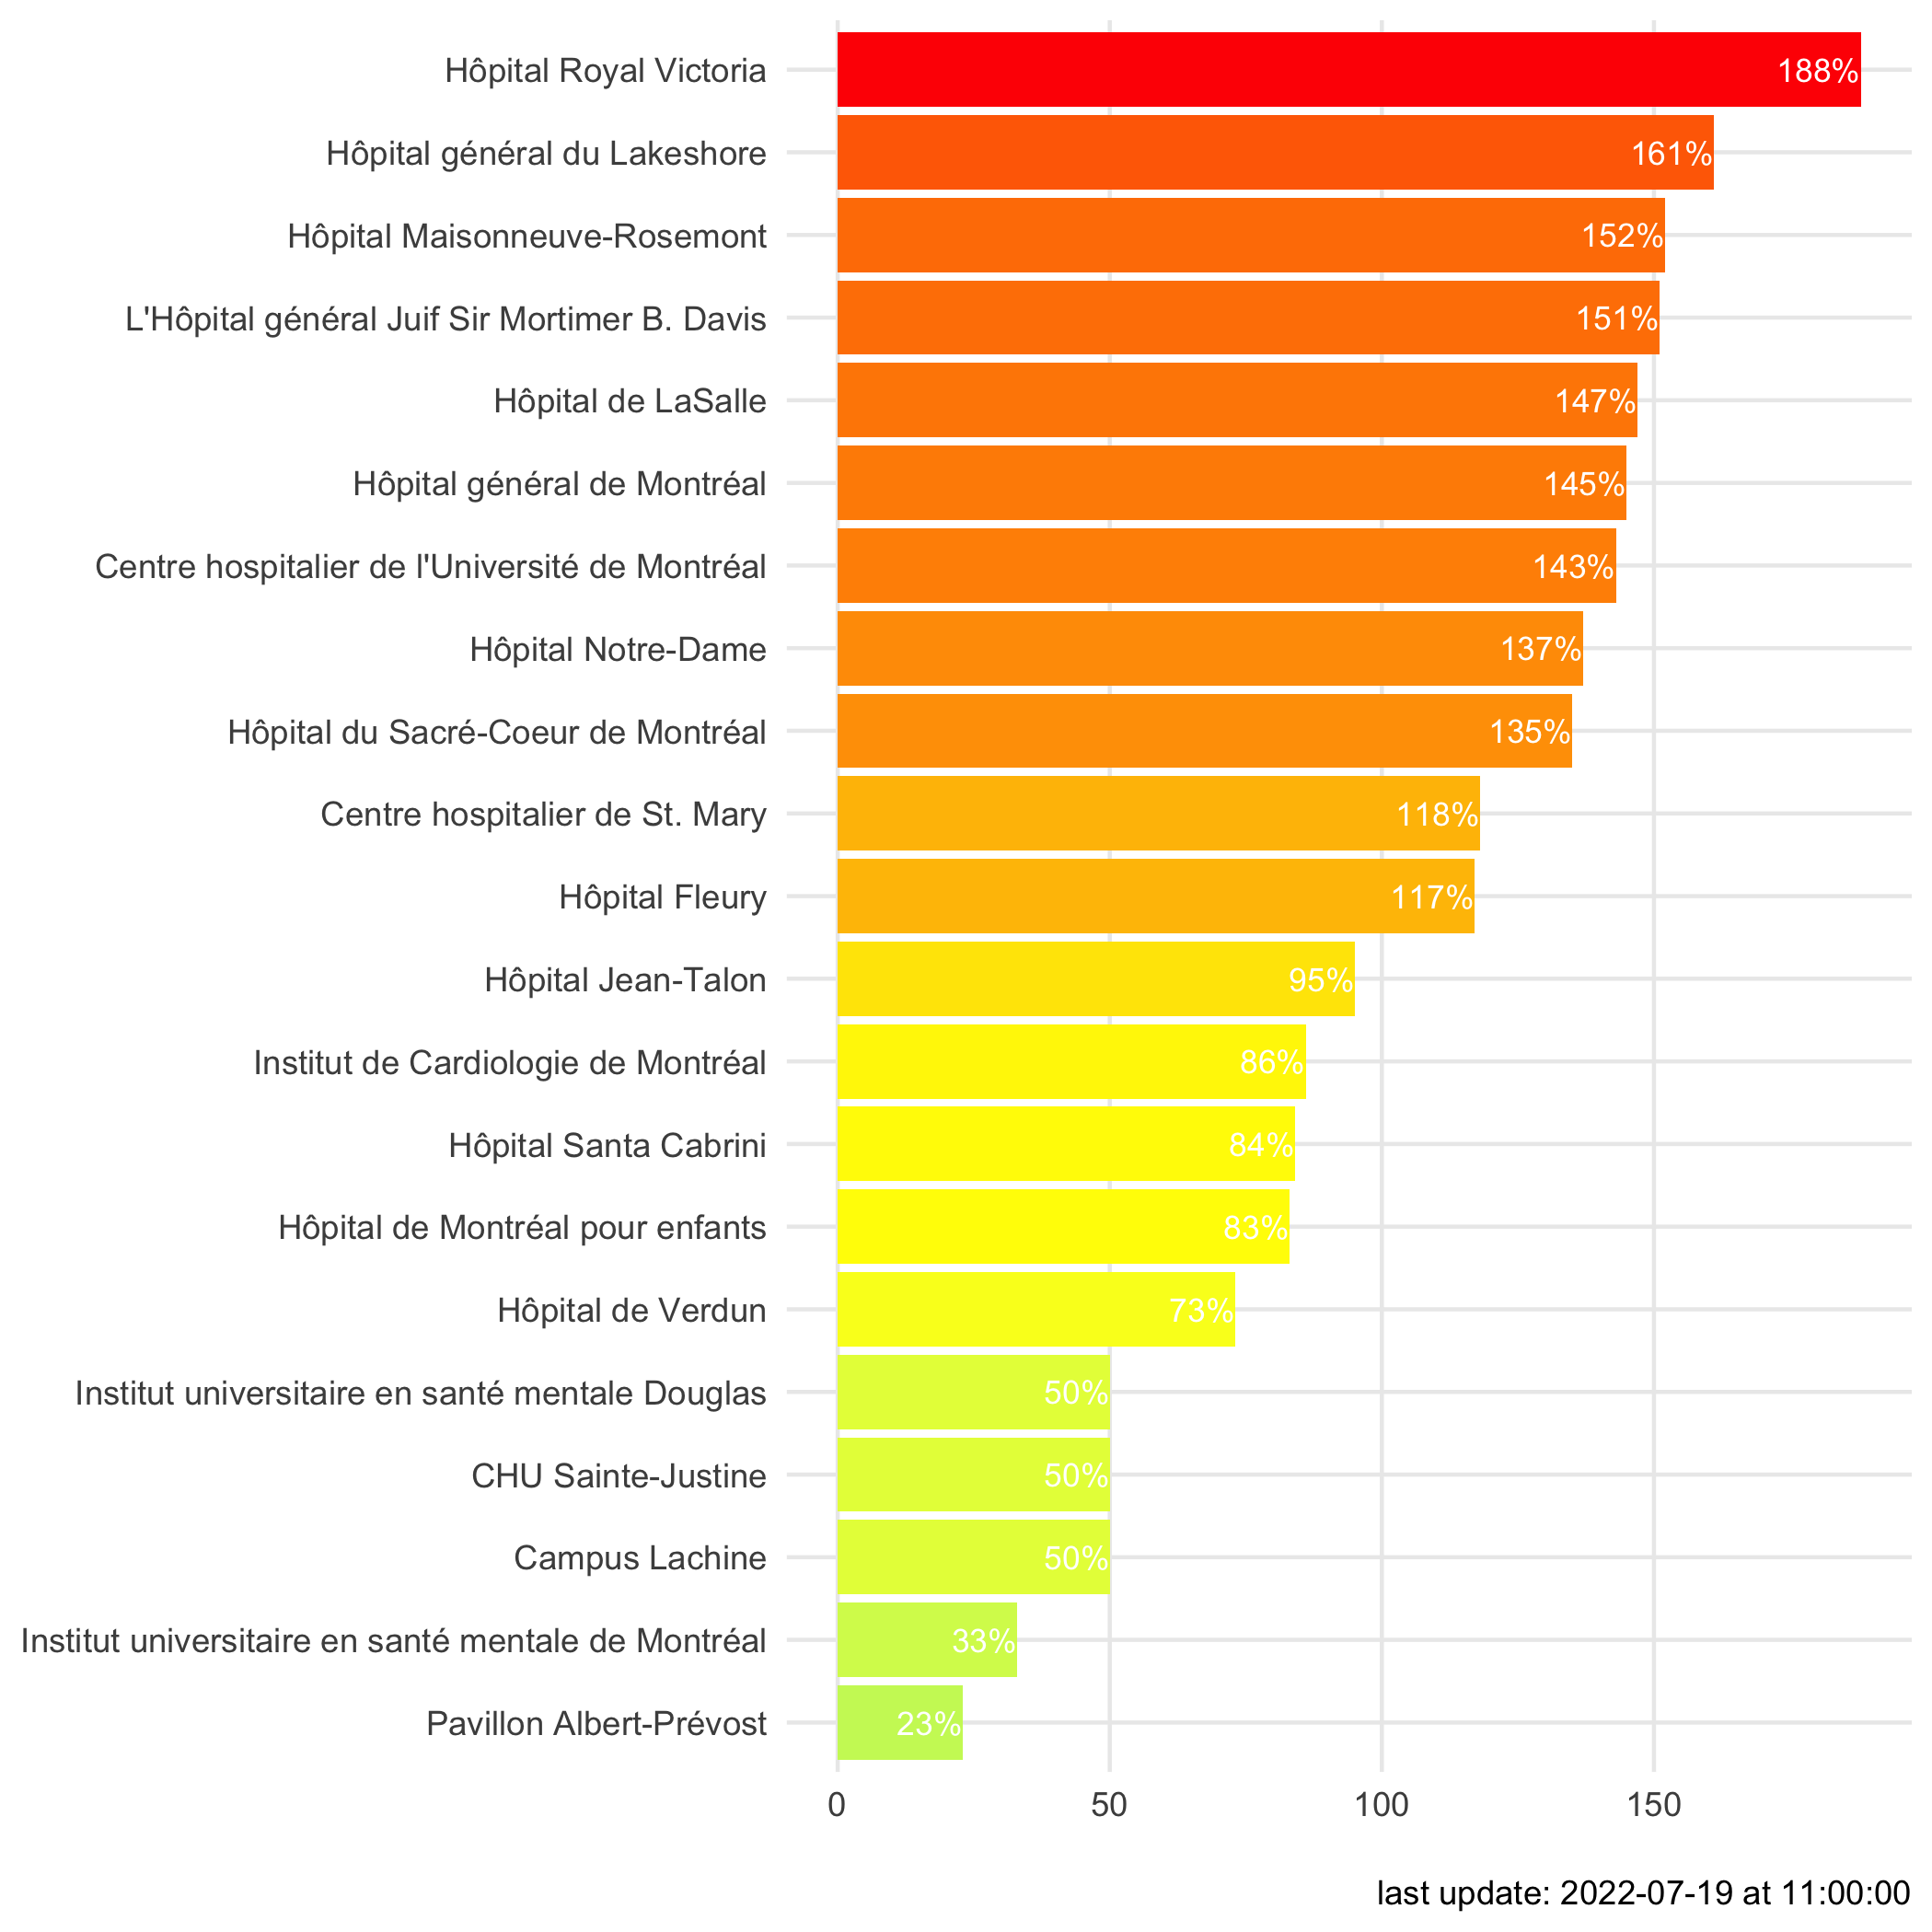 Hôpital Royal Victoria 188%
Hôpital général du Lakeshore 161%
Hôpital Maisonneuve-Rosemont 152%
L'Hôpital général Juif Sir Mortimer B. Davis 151%
Hôpital de LaSalle 147%
Hôpital général de Montréal 145%
Centre hospitalier de l'Université de Montréal 143%
Hôpital Notre-Dame 137%
Hôpital du Sacré-Coeur de Montréal 135%
Centre hospitalier de St. Mary 118%
Hôpital Fleury 117%
Hôpital Jean-Talon 95%
Institut de Cardiologie de Montréal 86%
Hôpital Santa Cabrini 84%
Hôpital de Montréal pour enfants 83%
Hôpital de Verdun 73%
Institut universitaire en santé mentale Douglas 50%
CHU Sainte-Justine 50%
Campus Lachine 50%
Institut universitaire en santé mentale de Montréal 33%
Pavillon Albert-Prévost 23%
0 50 100 150
last update: 2022-07-19 at 11:00:00